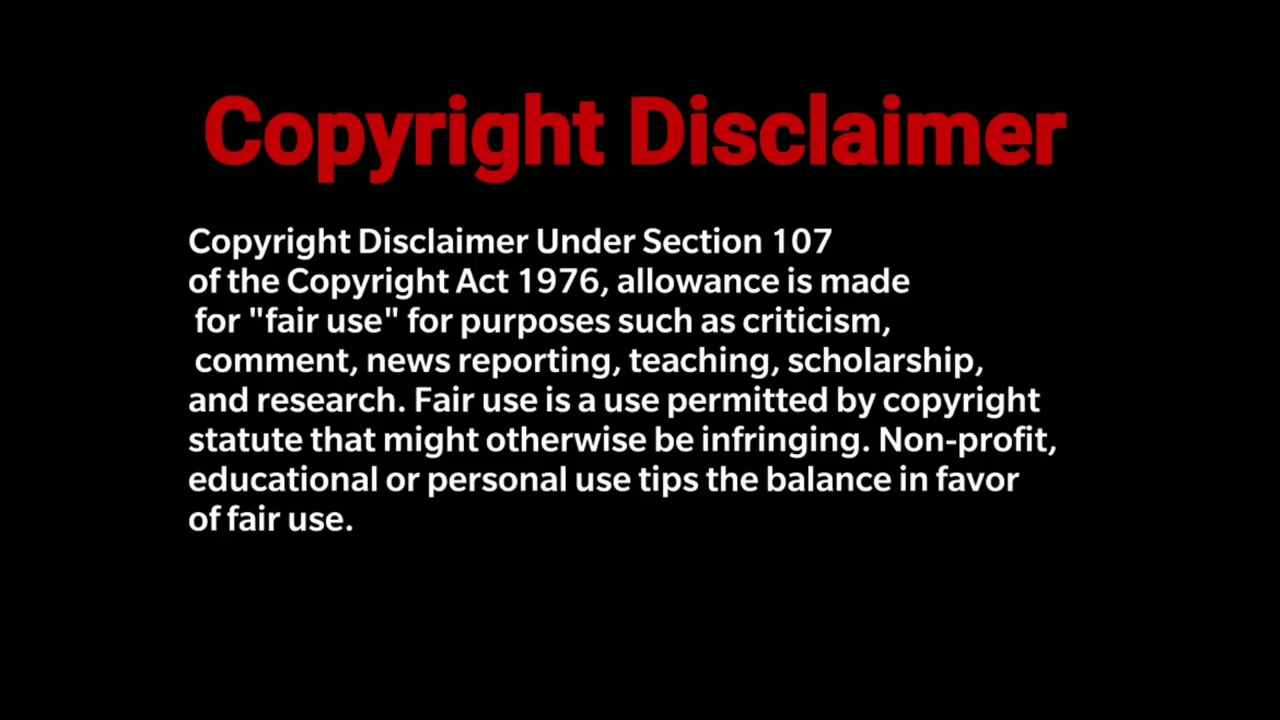 Copyright Disclaimer
Copyright Disclaimer Under Section 107
of the Copyright Act 1976, allowance is made
for "fair use" for purposes such as criticism,
comment, news reporting, teaching, scholarship,
and research. Fair use is a use permitted by copyright
statute that might otherwise be infringing. Non-profit,
educational or personal use tips the balance in favor
of fair use.